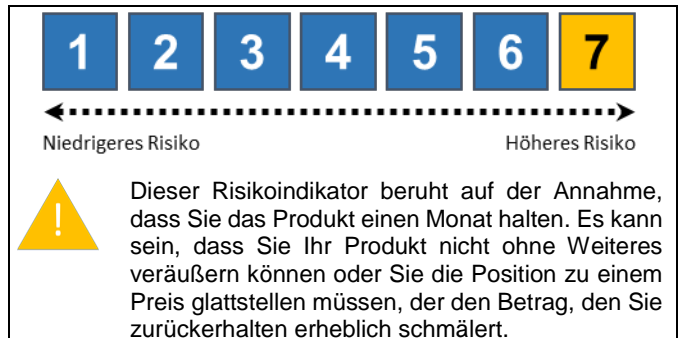 1 2 3 4 5 6 7
Niedrigeres Risiko Höheres Risiko
!
Dieser Risikoindikator beruht auf der Annahme,
dass Sie das Produkt einen Monat halten. Es kann
sein, dass Sie Ihr Produkt nicht ohne Weiteres
veräußern können oder Sie die Position zu einem
Preis glattstellen müssen, der den Betrag, den Sie
zurückerhalten erheblich schmälert.